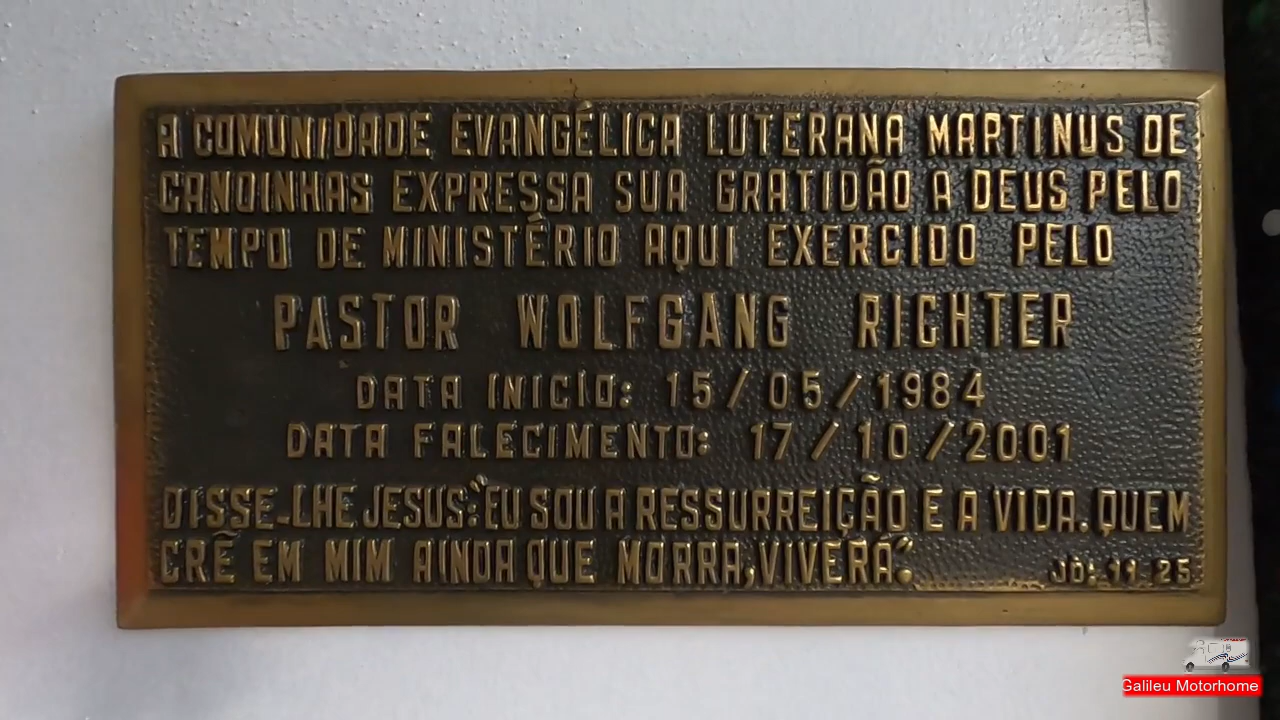 A COMUNIDADE EVANGÉLICA LUTERANA MARTINUS DE
CANOINHAS EXPRESSA SUA GRATIDÃO A DEUS PELO
TEMPO DE MINISTÉRIO AQUI EXERCIDO PELO
PASTOR WOLFGANG RICHTER
DATA INICIO: 15/05/1984
DATA FALECIMENTO: 17/10/2001
DISSE-LHE JESUS:"EU SOU A RESSURREIÇÃO E A VIDA. QUEM
CRÊ EM MIM AINDA QUE MORRA,VIVERÁ".
JO: 11-25
Galileu Motorhome